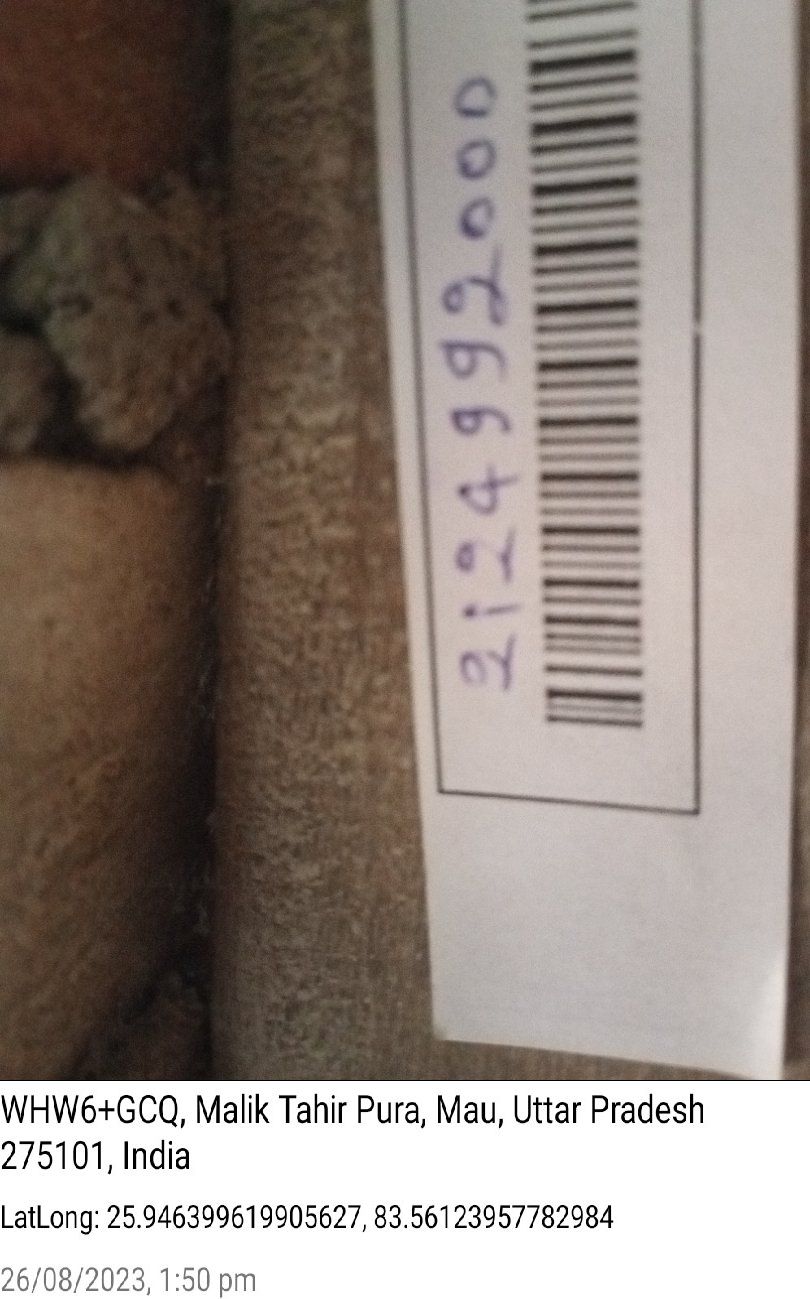 2124992000
WHW6+GCQ, Malik Tahir Pura, Mau, Uttar Pradesh
275101, India
LatLong: 25.946399619905627, 83.56123957782984
26/08/2023, 1:50 pm